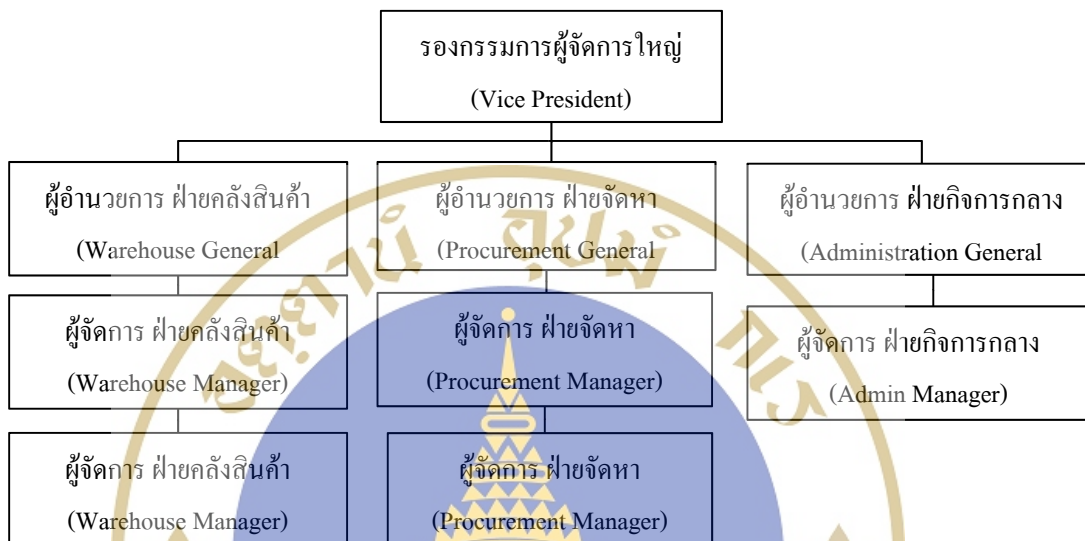 รองกรรมการผู้จัดการใหญ่
(Vice President)
ผู้อำนวยการ ฝ่ายคลังสินค้า
(Warehouse General
ผู้อำนวยการ ฝ่ายจัดหา
(Procurement General
ผู้อำนวยการ ฝ่ายกิจการกลาง
(Administration General
ผู้จัดการ ฝ่ายคลังสินค้า
(Warehouse Manager)
ผู้จัดการ ฝ่ายจัดหา
(Procurement Manager)
ผู้จัดการ ฝ่ายกิจการกลาง
(Admin Manager)
ผู้จัดการ ฝ่ายคลังสินค้า
(Warehouse Manager)
ผู้จัดการ ฝ่ายจัดหา
(Procurement Manager)